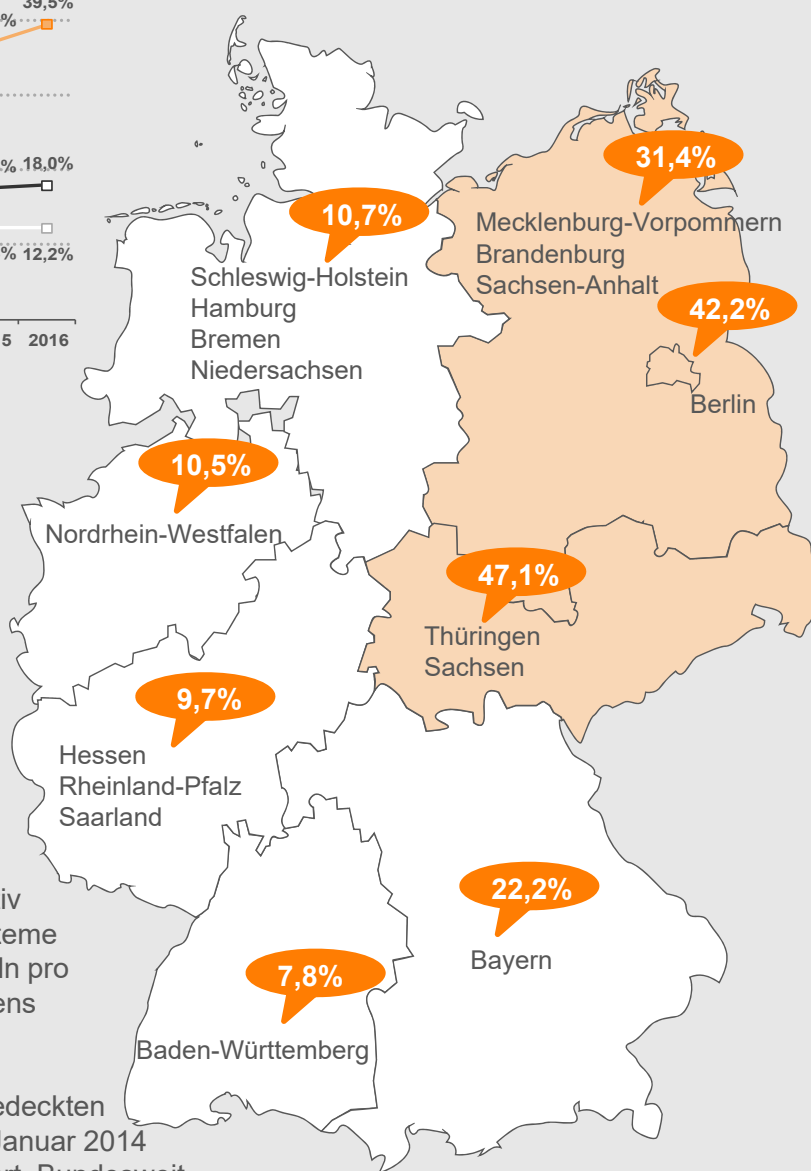 39,5%
%
% 18,0%
% 12,2%
5 2016
31,4%
10,7%
Mecklenburg-Vorpommern
Brandenburg
Sachsen-Anhalt
Schleswig-Holstein
Hamburg
Bremen
Niedersachsen
42,2%
Berlin
10,5%
Nordrhein-Westfalen
47,1%
Thüringen
Sachsen
9,7%
Hessen
Rheinland-Pfalz
Saarland
22,2%
Bayern
7,8%
Baden-Württemberg
iv
teme
ln pro
ens
edeckten
Januar 2014
Bundesweit